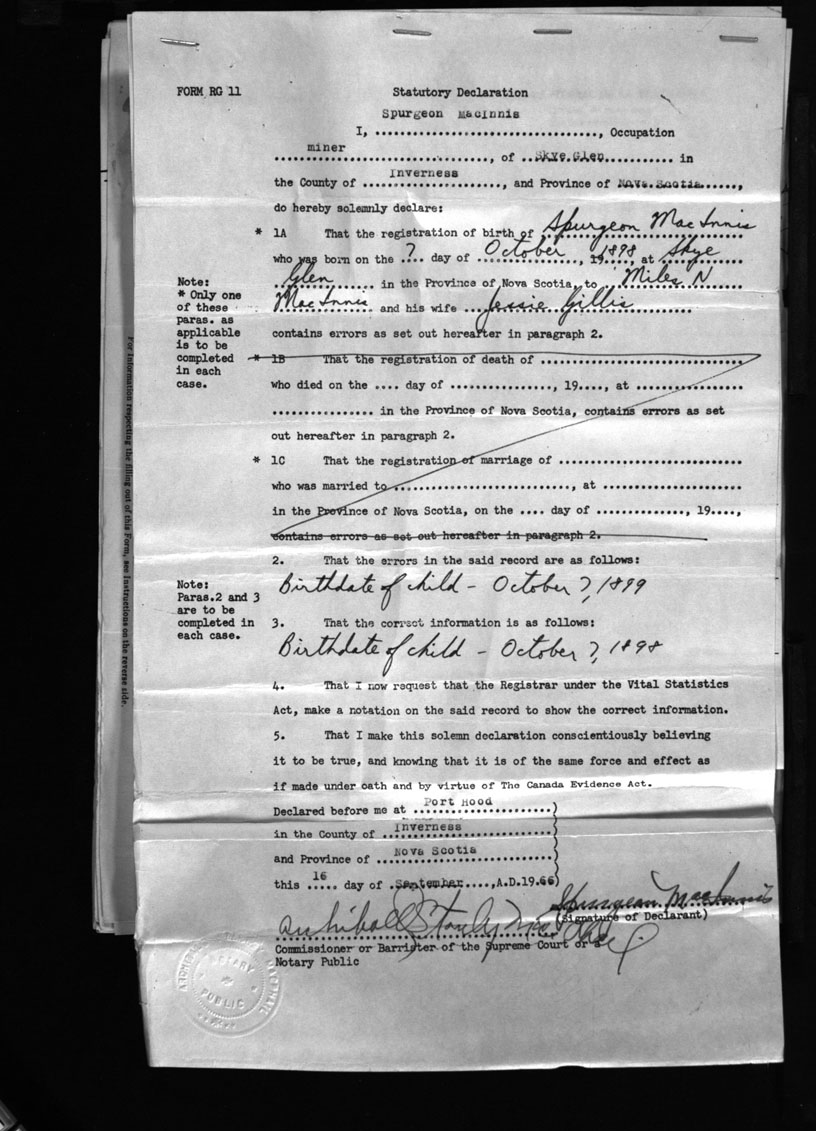 FORM RG 11
Statutory Declaration
Spurgeon MacInnis
I, ..................................., Occupation
miner
.................................., of ..Skye.Glen........... in
Inverness
the County of ......................, and Province of Nova.Scotia......,
do hereby solemnly declare:
* 1A That the registration of birth of Spurgeon MacInnis
who was born on the ? day of October, 1898, at Skye
Glen in the Province of Nova Scotia, to Miles N
MacInnis and his wife Jessie Gillis
contains errors as set out hereafter in paragraph 2.
Note:
* Only one
of these
paras. as
applicable
is to be
completed
in each
case.
* 1B That the registration of death of ...................................
who died on the .... day of ................, 19...., at .................
................ in the Province of Nova Scotia, contains errors as set
out hereafter in paragraph 2.
* 1C That the registration of marriage of .............................
who was married to ............................, at ......................
in the Province of Nova Scotia, on the .... day of .............., 19....,
contains errors as set out hereafter in paragraph 2.
2. That the errors in the said record are as follows:
Birthdate of child - October ?, 1899
Note:
Paras.2 and 3
are to be
completed in
each case.
3. That the correct information is as follows:
Birthdate of child - October ?, 1898
4. That I now request that the Registrar under the Vital Statistics
Act, make a notation on the said record to show the correct information.
5. That I make this solemn declaration conscientiously believing
it to be true, and knowing that it is of the same force and effect as
if made under oath and by virtue of The Canada Evidence Act.
Port Hood
Declared before me at ......................)
Inverness
in the County of ...........................)
Nova Scotia
and Province of ............................)
16
this ..... day of .September....,A.D.19.66)
Spurgeon MacInnis
(Signature of Declarant)
Archibald Stanley
Commissioner or Barrister of the Supreme Court or a
Notary Public
NOTARY
PUBLIC
For information respecting the filling out of this Form, see Instructions on the reverse side.